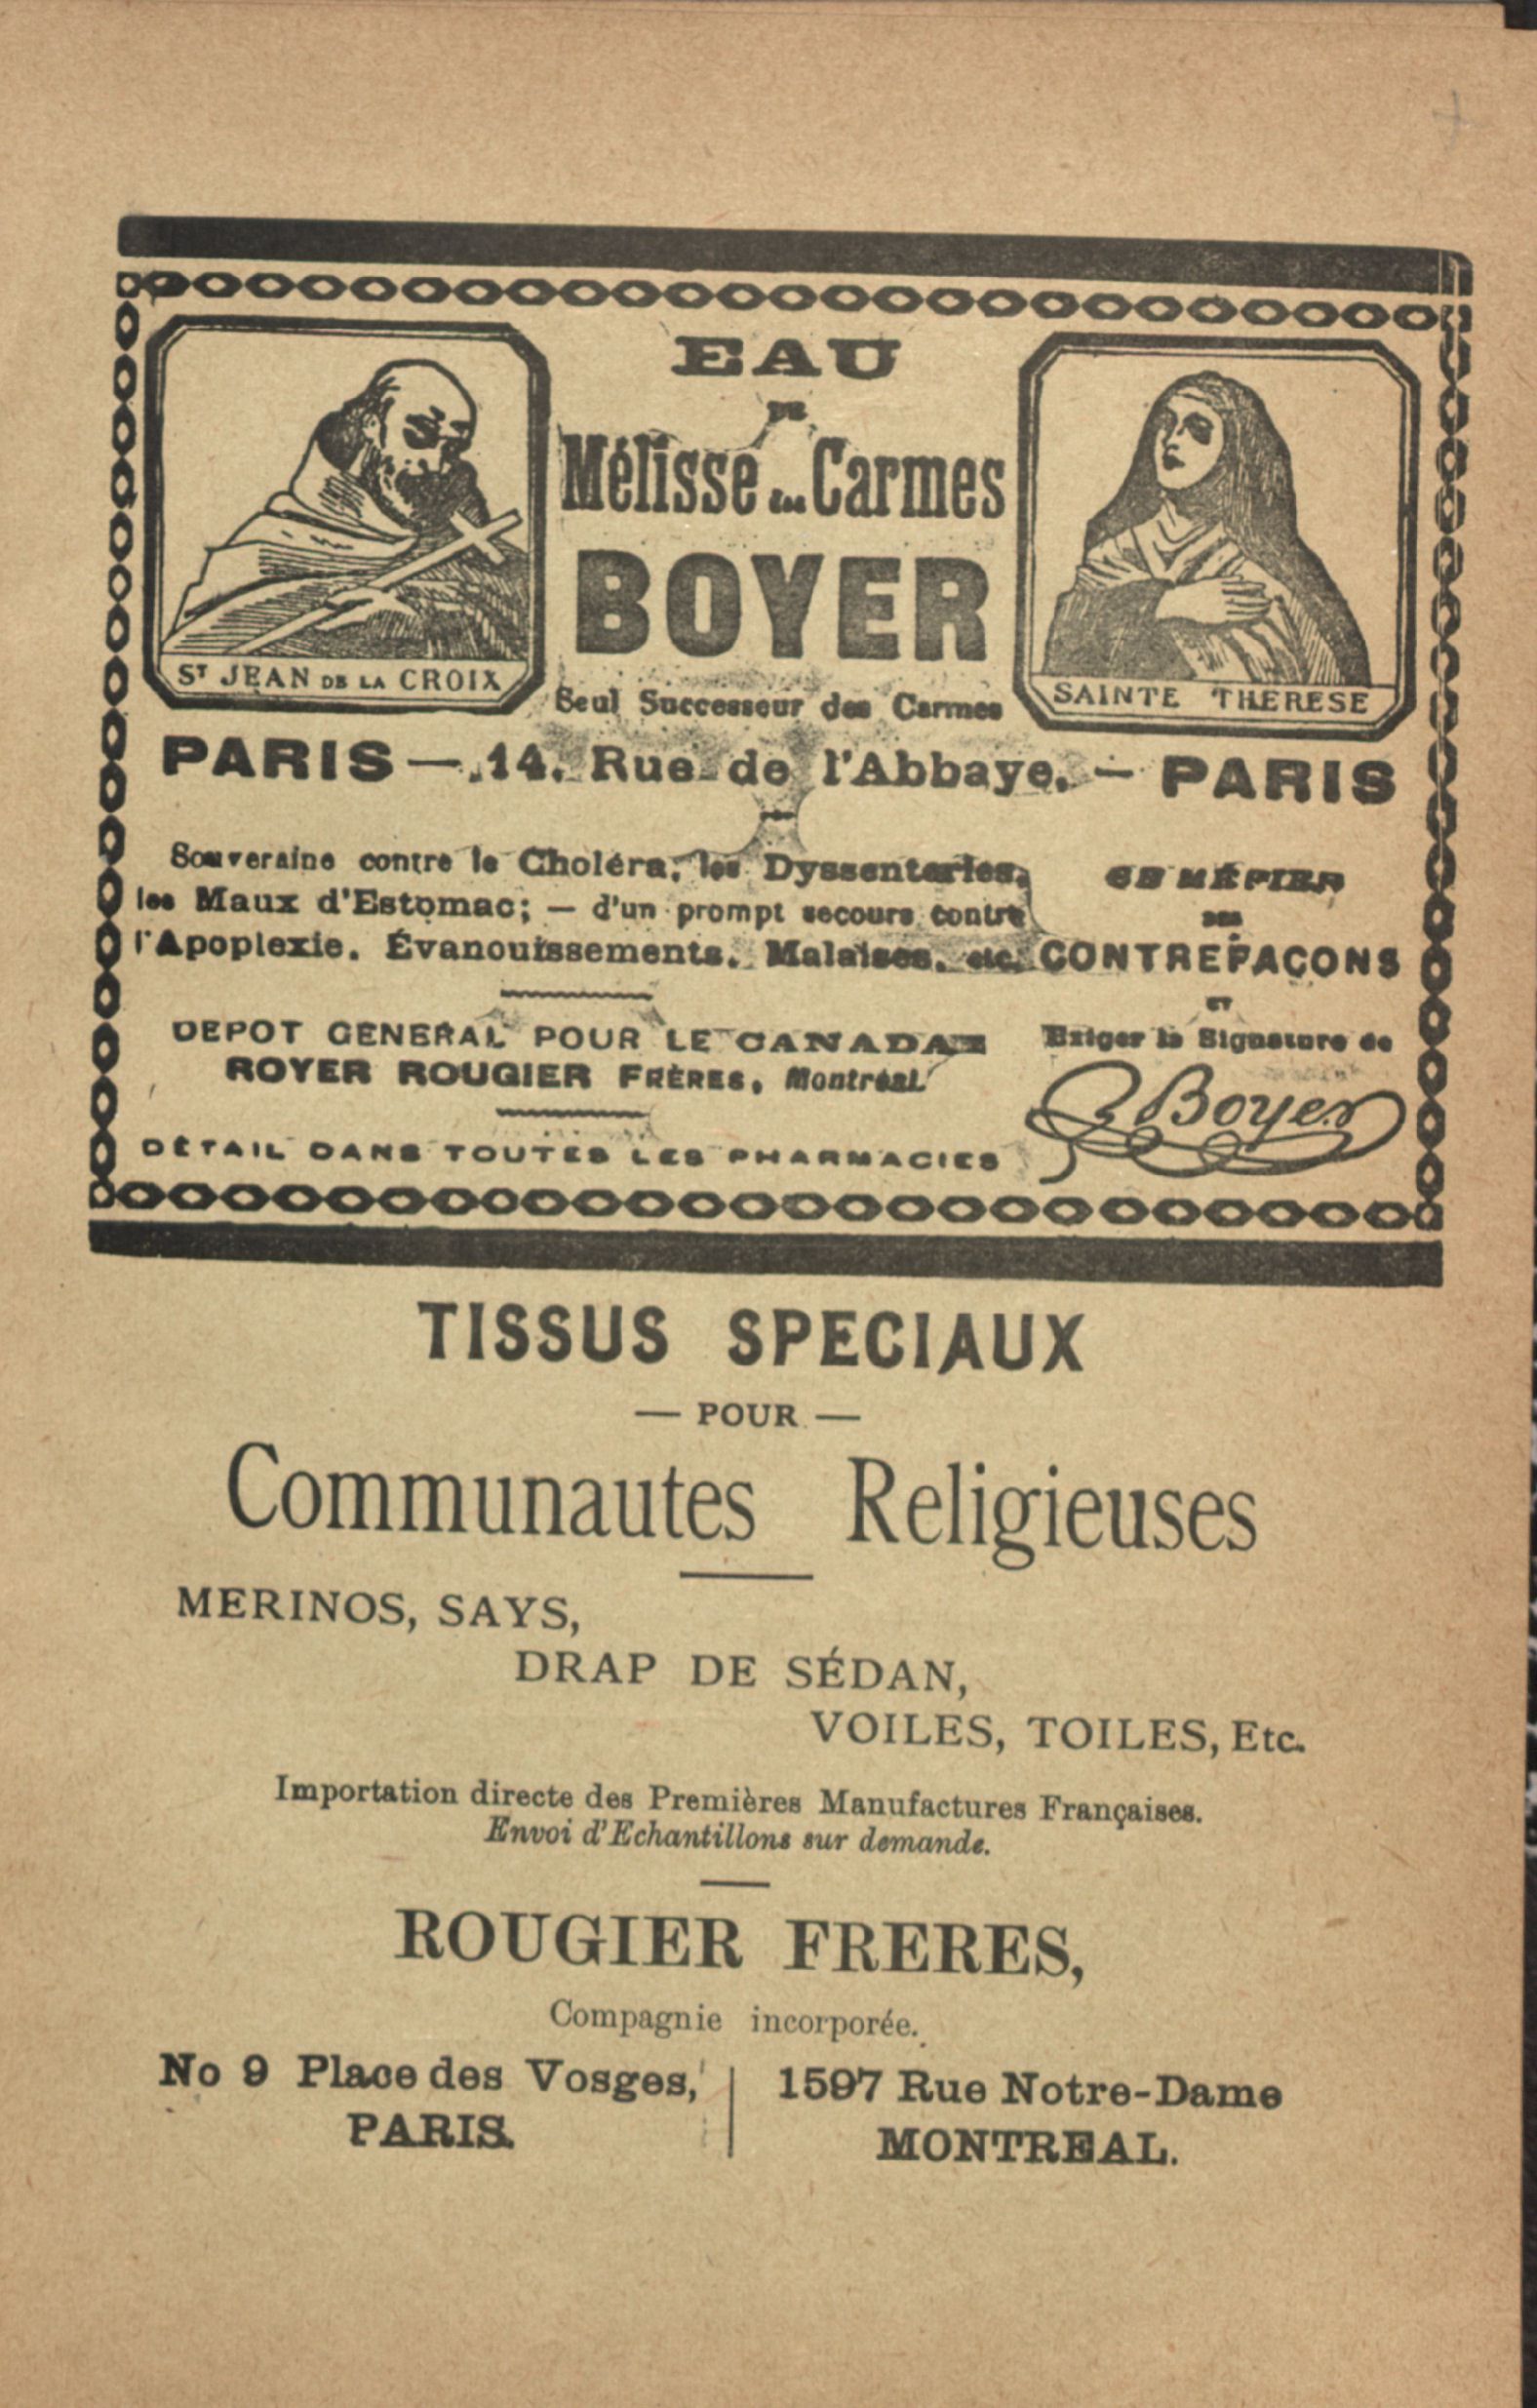 EAU
DE
Mélisse des Carmes
BOYER
Seul Successeur des Carmes
ST JEAN DE LA CROIX
SAINTE THERESE
PARIS — 14, Rue de l'Abbaye, — PARIS
Souveraine contre le Choléra, les Dyssenteries,
les Maux d'Estomac; — d'un prompt secours contre
l'Apoplexie, Évanouissements, Malaises, etc.
SE MÉFIER
DES
CONTREFAÇONS
ET
Exiger la Signature de
Boyer
DEPOT GENERAL POUR LE CANADA
ROYER ROUGIER FRÈRES, Montréal
DÉTAIL DANS TOUTES LES PHARMACIES
TISSUS SPECIAUX
— POUR —
Communautes Religieuses
MERINOS, SAYS,
DRAP DE SÉDAN,
VOILES, TOILES, Etc.
Importation directe des Premières Manufactures Françaises.
Envoi d'Echantillons sur demande.
ROUGIER FRERES,
Compagnie incorporée.
No 9 Place des Vosges,
PARIS.
1597 Rue Notre-Dame
MONTREAL.